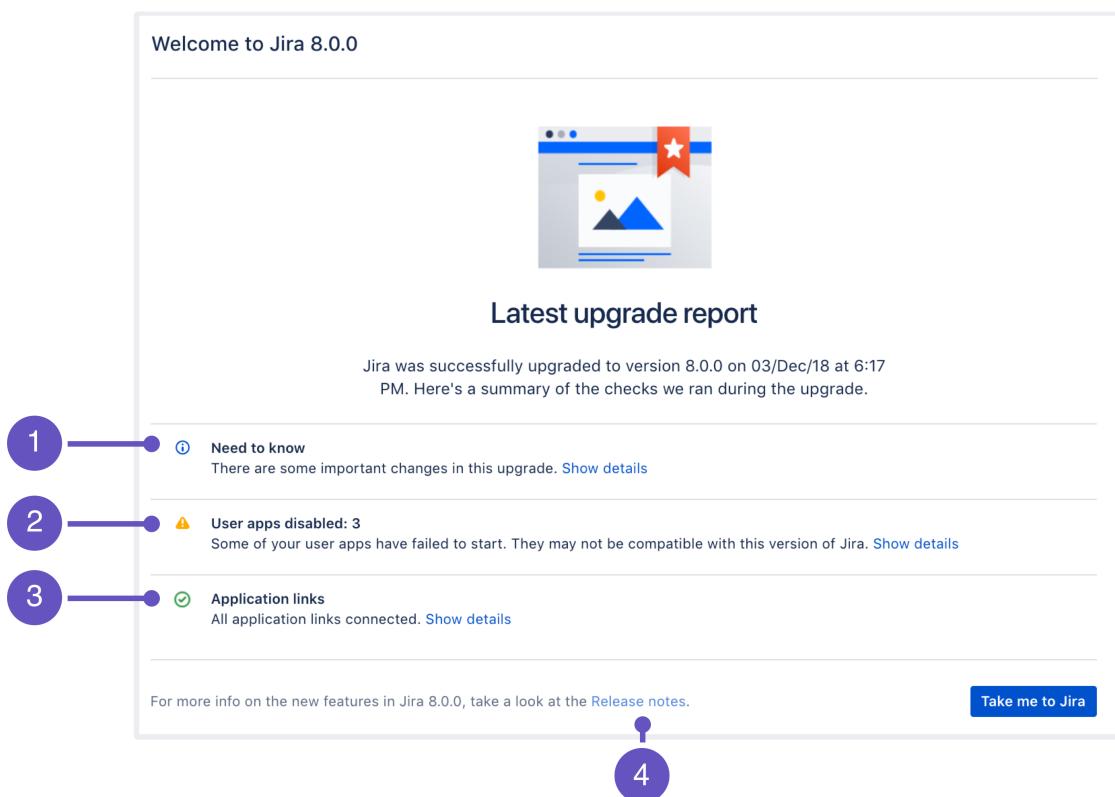 Welcome to Jira 8.0.0
Latest upgrade report
Jira was successfully upgraded to version 8.0.0 on 03/Dec/18 at 6:17
PM. Here's a summary of the checks we ran during the upgrade.
1
Need to know
There are some important changes in this upgrade. Show details
2
User apps disabled: 3
Some of your user apps have failed to start. They may not be compatible with this version of Jira. Show details
3
Application links
All application links connected. Show details
For more info on the new features in Jira 8.0.0, take a look at the Release notes.
Take me to Jira
4